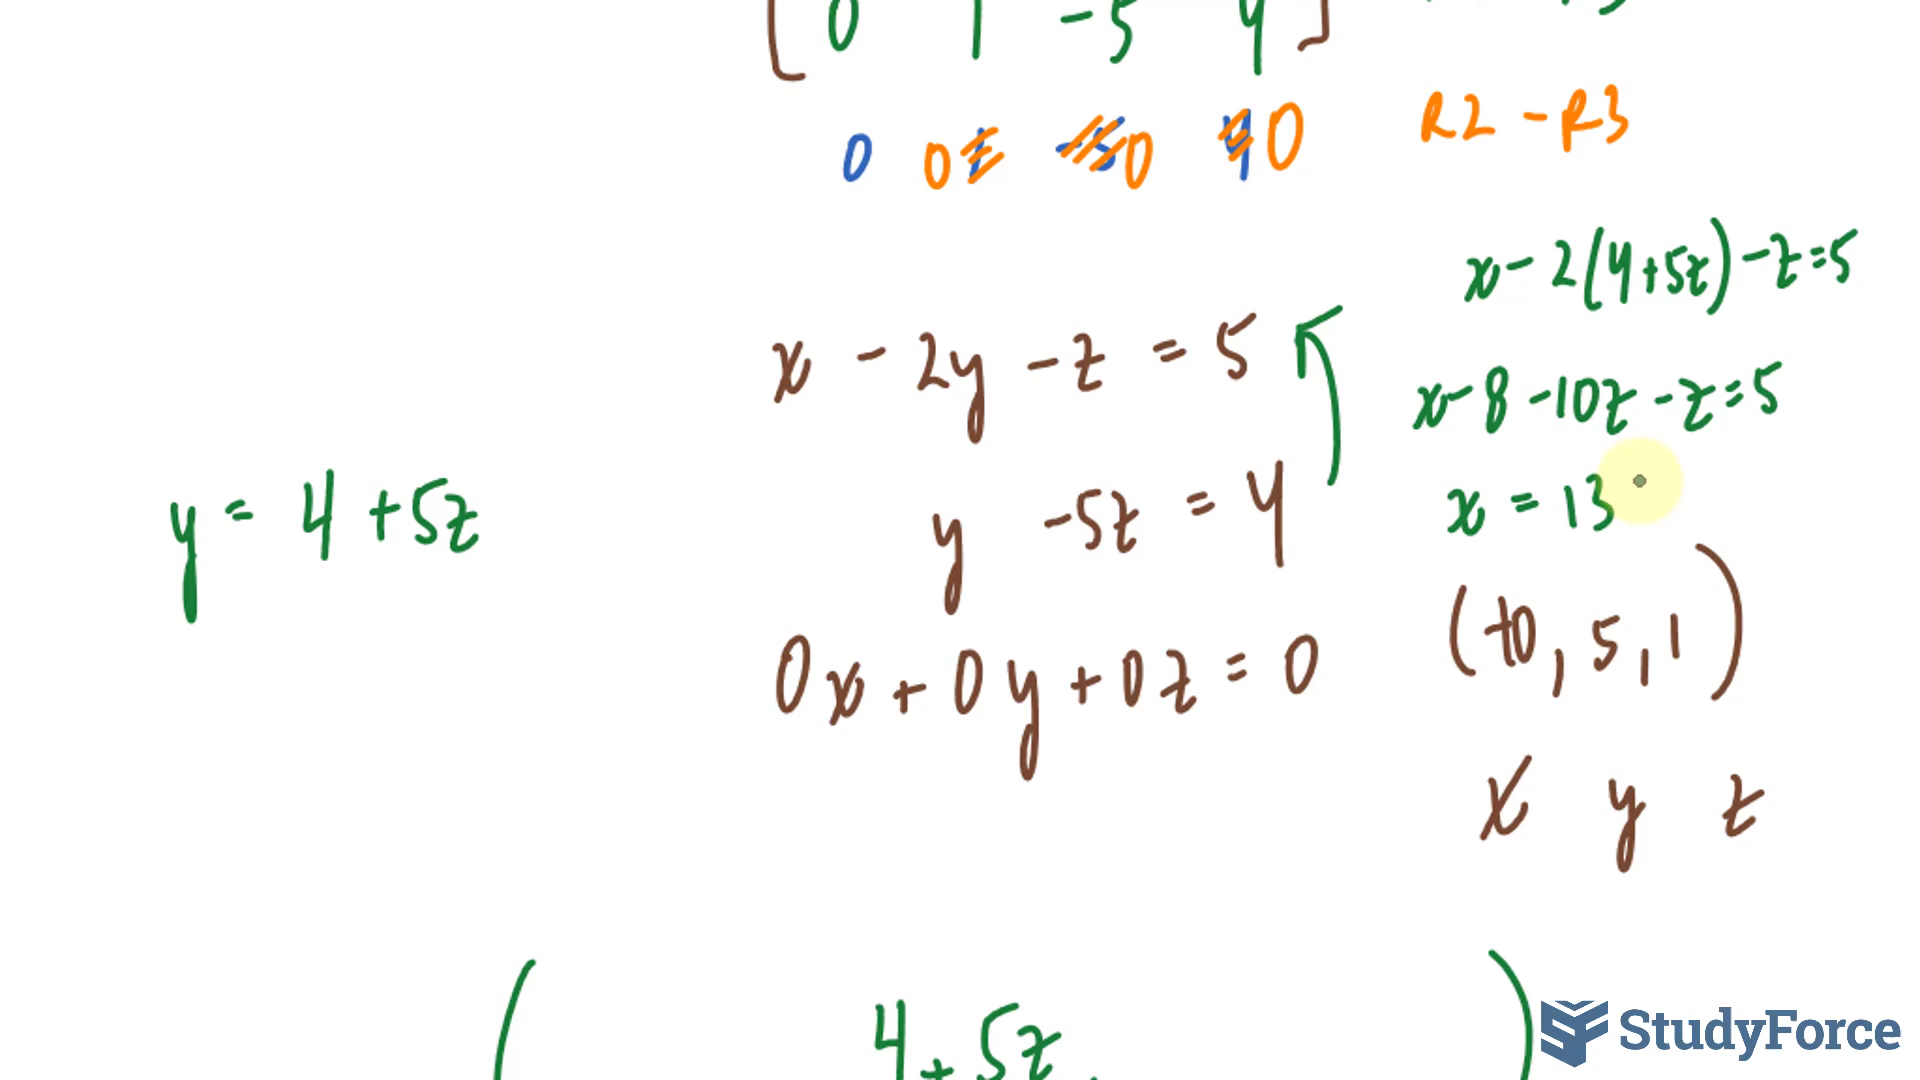 0 1 -5 4
R2 - R3
0 0 0 0
x - 2(4+5z) - z = 5
x - 2y - z = 5
x - 8 - 10z - z = 5
y = 4 + 5z
y - 5z = 4
x = 13
0x + 0y + 0z = 0
( 10, 5, 1 )
x y z
( 4 + 5z )
StudyForce